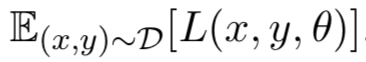 𝔼_{(x,y)∼𝒟}[L(x, y, θ)].